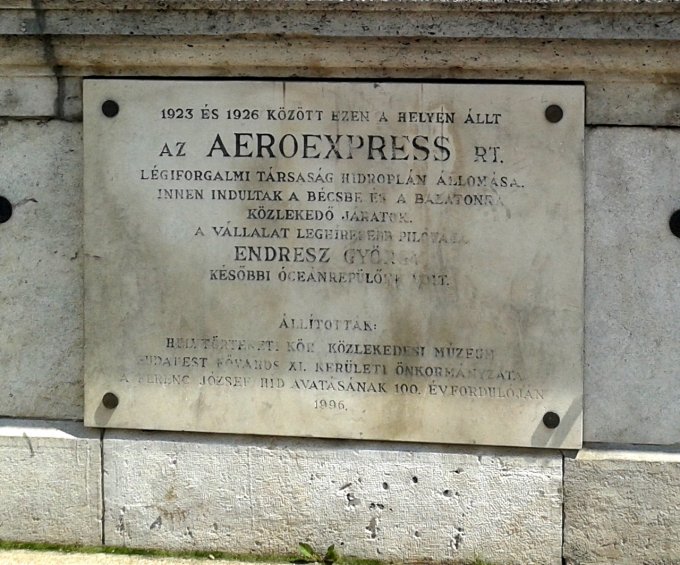 1923 ÉS 1926 KÖZÖTT EZEN A HELYEN ÁLLT
AZ AEROEXPRESS RT.
LÉGIFORGALMI TÁRSASÁG HIDROPLÁN ÁLLOMÁSA.
INNEN INDULTAK A BÉCSBE ÉS A BALATONRA
KÖZLEKEDŐ JÁRATOK.
A VÁLLALAT LEGHÍRESEBB PILÓTÁJA
ENDRESZ GYÖRGY
KÉSŐBBI ÓCEÁNREPÜLŐNK VOLT.
ÁLLÍTOTTÁK:
KÖZLEKEDÉSI MÚZEUM
BUDAPEST FŐVÁROS XI. KERÜLETI ÖNKORMÁNYZATA
A FERENC JÓZSEF HÍD AVATÁSÁNAK 100. ÉVFORDULÓJÁN
1996.